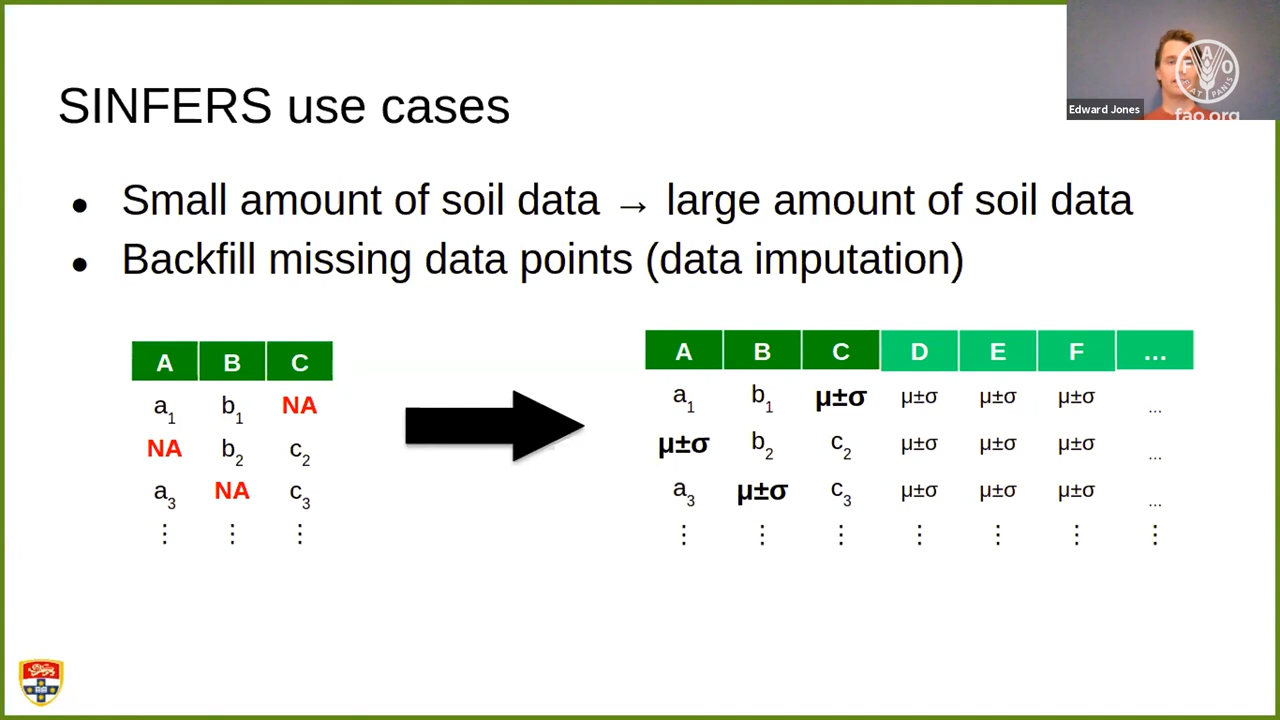 SINFERS use cases
F A O
FIAT PANIS
fao.org
Edward Jones
● Small amount of soil data → large amount of soil data
● Backfill missing data points (data imputation)
A B C
a₁ b₁ NA
NA b₂ c₂
a₃ NA c₃
⋮ ⋮ ⋮
A B C D E F ...
a₁ b₁ μ±σ μ±σ μ±σ μ±σ ...
μ±σ b₂ c₂ μ±σ μ±σ μ±σ ...
a₃ μ±σ c₃ μ±σ μ±σ μ±σ ...
⋮ ⋮ ⋮ ⋮ ⋮ ⋮ ⋮